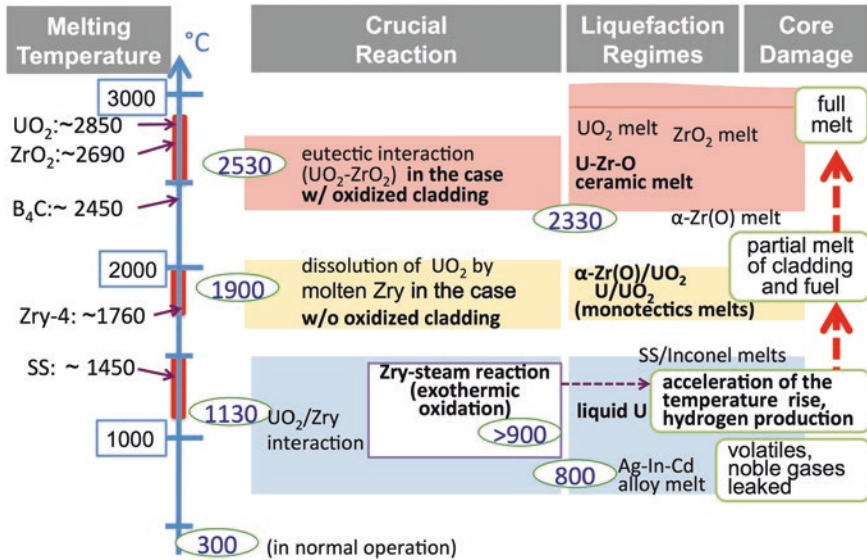 Melting
Temperature
°C
Crucial
Reaction
Liquefaction
Regimes
Core
Damage
3000
UO₂:~2850
ZrO₂:~2690
B₄C:~ 2450
2000
Zry-4: ~1760
SS: ~ 1450
1000
2530
eutectic interaction
(UO₂-ZrO₂) in the case
w/ oxidized cladding
UO₂ melt
ZrO₂ melt
U-Zr-O
ceramic melt
2330
α-Zr(O) melt
full
melt
1900
dissolution of UO₂ by
molten Zry in the case
w/o oxidized cladding
α-Zr(O)/UO₂
U/UO₂
(monotectics melts)
partial melt
of cladding
and fuel
1130
UO₂/Zry
interaction
Zry-steam reaction
(exothermic
oxidation)
>900
SS/Inconel melts
liquid U
acceleration of the
temperature rise,
hydrogen production
800
Ag-In-Cd
alloy melt
volatiles,
noble gases
leaked
300
(in normal operation)